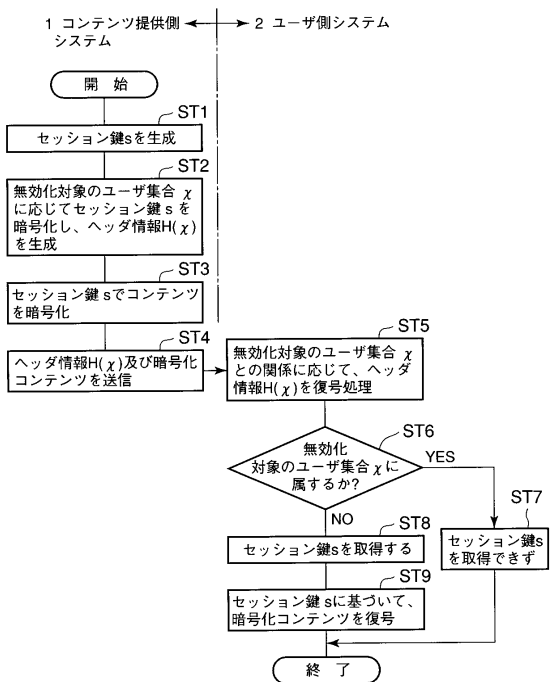 1 コンテンツ提供側
システム
2 ユーザ側システム
開 始
ST1
セッション鍵sを生成
ST2
無効化対象のユーザ集合 χ
に応じてセッション鍵 s を
暗号化し、ヘッダ情報H(χ)
を生成
ST3
セッション鍵 sでコンテンツ
を暗号化
ST4
ヘッダ情報H(χ)及び暗号化
コンテンツを送信
ST5
無効化対象のユーザ集合 χ
との関係に応じて、ヘッダ
情報H(χ)を復号処理
ST6
無効化
対象のユーザ集合χに
属するか?
YES
NO
ST7
セッション鍵s
を取得できず
ST8
セッション鍵sを取得する
ST9
セッション鍵 sに基づいて、
暗号化コンテンツを復号
終 了